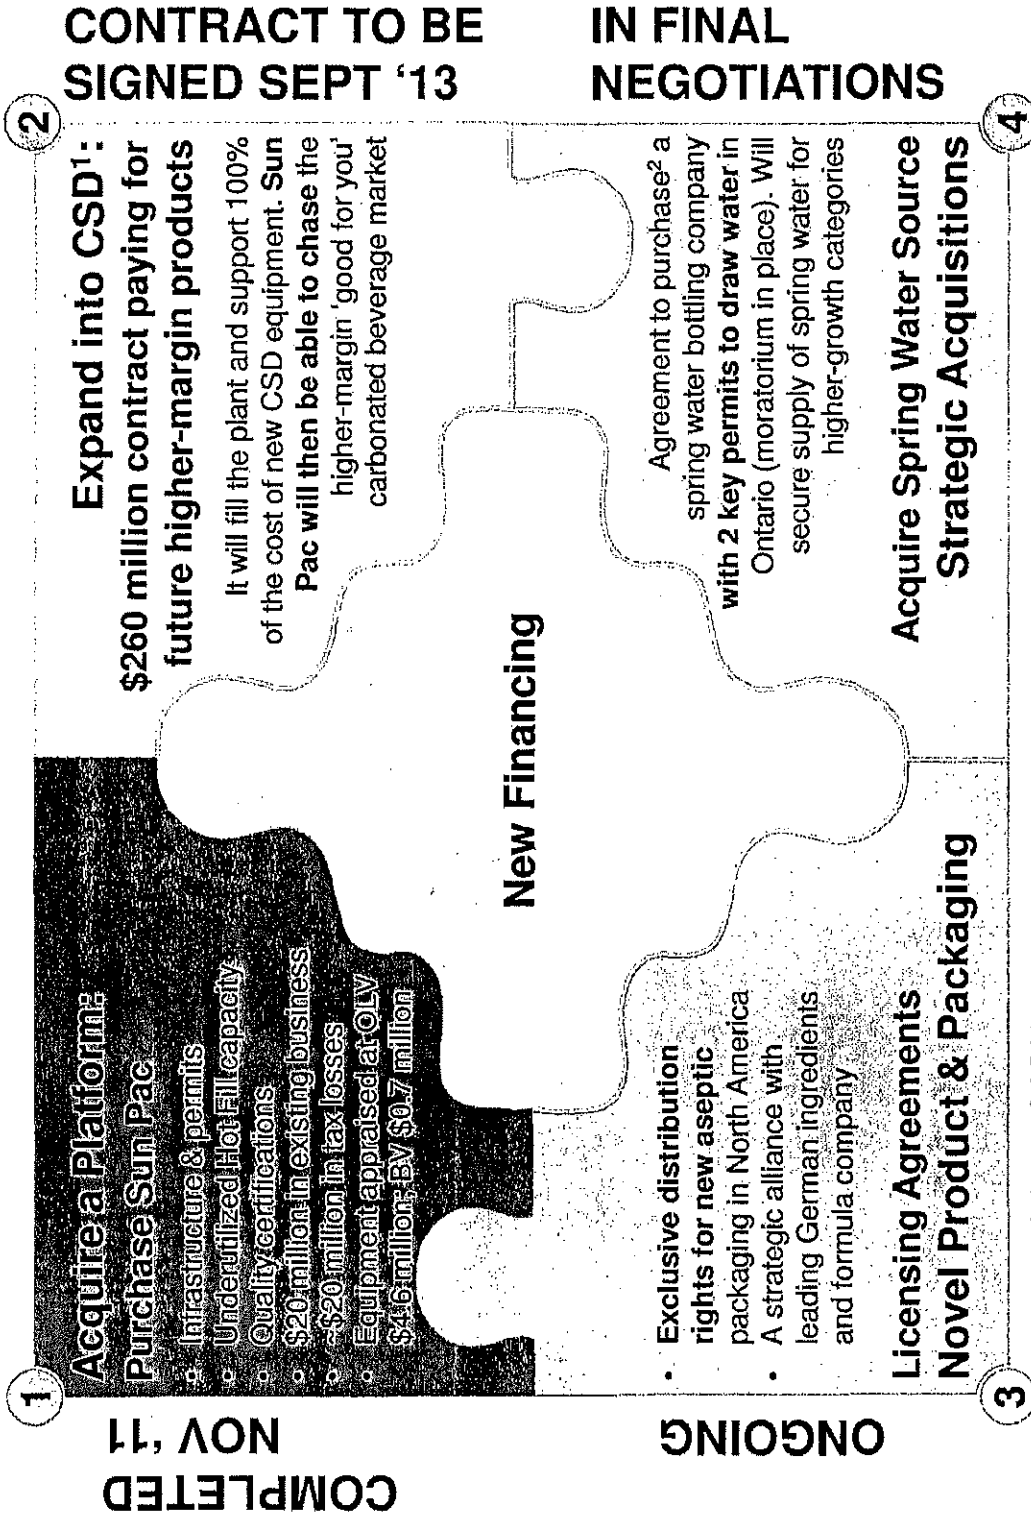 COMPLETED
NOV '11
1
Acquire a Platform:
Purchase Sun Pac
• Infrastructure & permits
• Underutilized Hot Fill capacity
• Quality certifications
• $20 million in existing business
• ~$20 million in tax losses
• Equipment appraised at OLV
$4.6 million; BV $0.7 million
2
Expand into CSD¹:
$260 million contract paying for
future higher-margin products
It will fill the plant and support 100%
of the cost of new CSD equipment. Sun
Pac will then be able to chase the
higher-margin 'good for you'
carbonated beverage market
CONTRACT TO BE
SIGNED SEPT '13
New Financing
ONGOING
• Exclusive distribution
rights for new aseptic
packaging in North America
• A strategic alliance with
leading German ingredients
and formula company
Licensing Agreements
Novel Product & Packaging
3
Agreement to purchase² a
spring water bottling company
with 2 key permits to draw water in
Ontario (moratorium in place). Will
secure supply of spring water for
higher-growth categories
Acquire Spring Water Source
Strategic Acquisitions
4
IN FINAL
NEGOTIATIONS